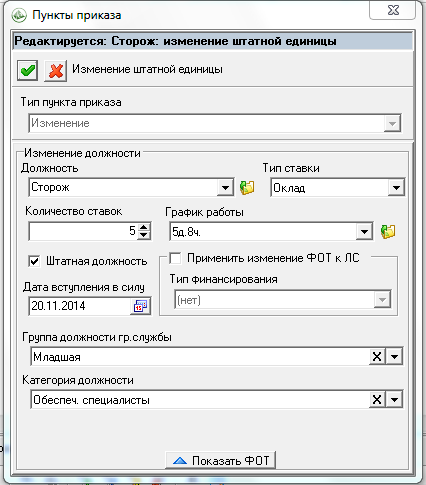 Пункты приказа
Редактируется: Сторож: изменение штатной единицы
Изменение штатной единицы
Тип пункта приказа
Изменение
Изменение должности
Должность Тип ставки
Сторож Оклад
Количество ставок График работы
5 5д.8ч.
Штатная должность Применить изменение ФОТ к ЛС
Тип финансирования
Дата вступления в силу
20.11.2014 (нет)
Группа должности гр.службы
Младшая
Категория должности
Обеспеч. специалисты
Показать ФОТ